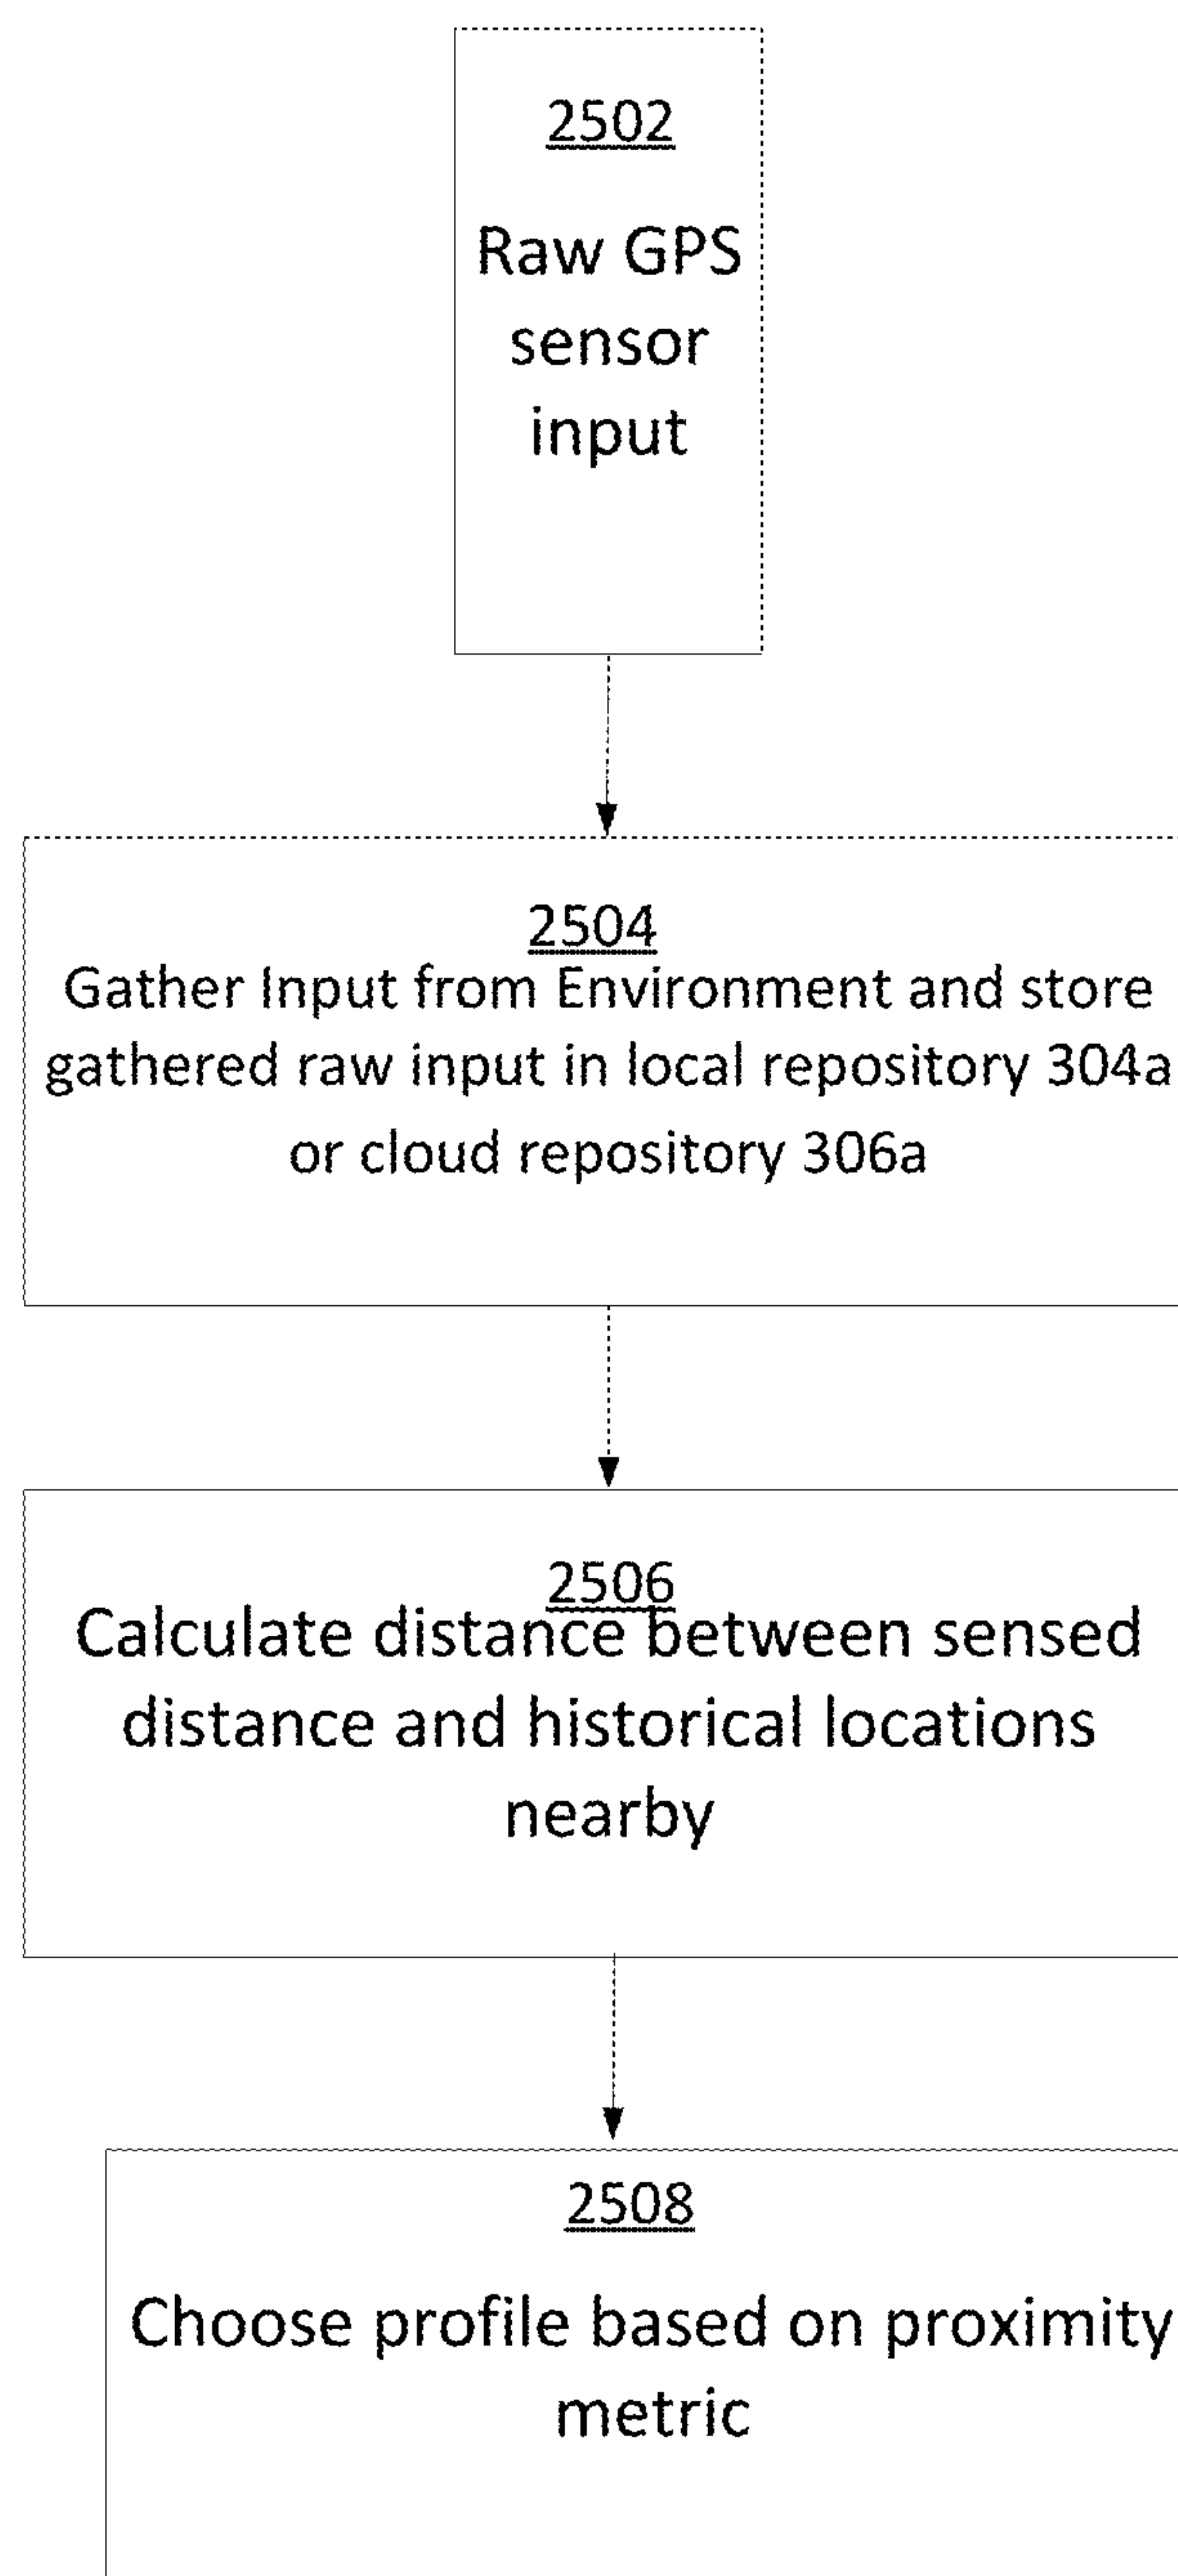 2502
Raw GPS
sensor
input
2504
Gather Input from Environment and store
gathered raw input in local repository 304a
or cloud repository 306a
2506
Calculate distance between sensed
distance and historical locations
nearby
2508
Choose profile based on proximity
metric